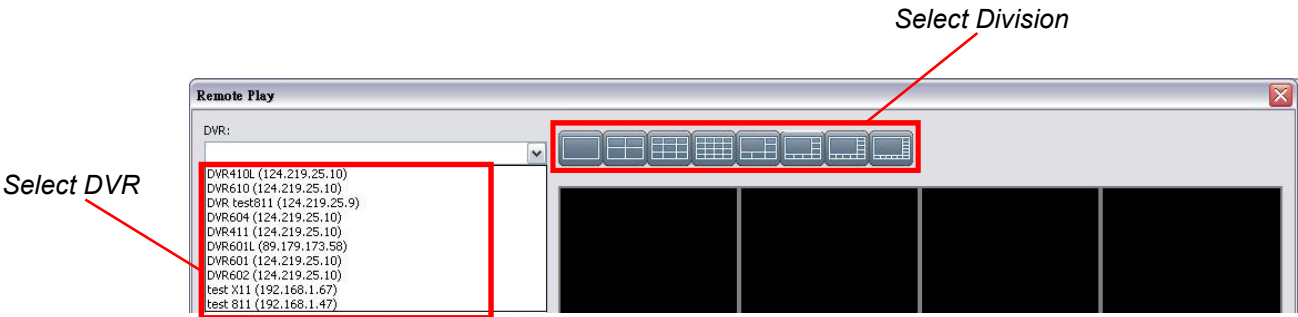 Select Division
Remote Play
DVR:
Select DVR
DVR410L (124.219.25.10)
DVR610 (124.219.25.10)
DVR test811 (124.219.25.9)
DVR604 (124.219.25.10)
DVR411 (124.219.25.10)
DVR601L (89.179.173.58)
DVR601 (124.219.25.10)
DVR602 (124.219.25.10)
test X11 (192.168.1.67)
test 811 (192.168.1.47)